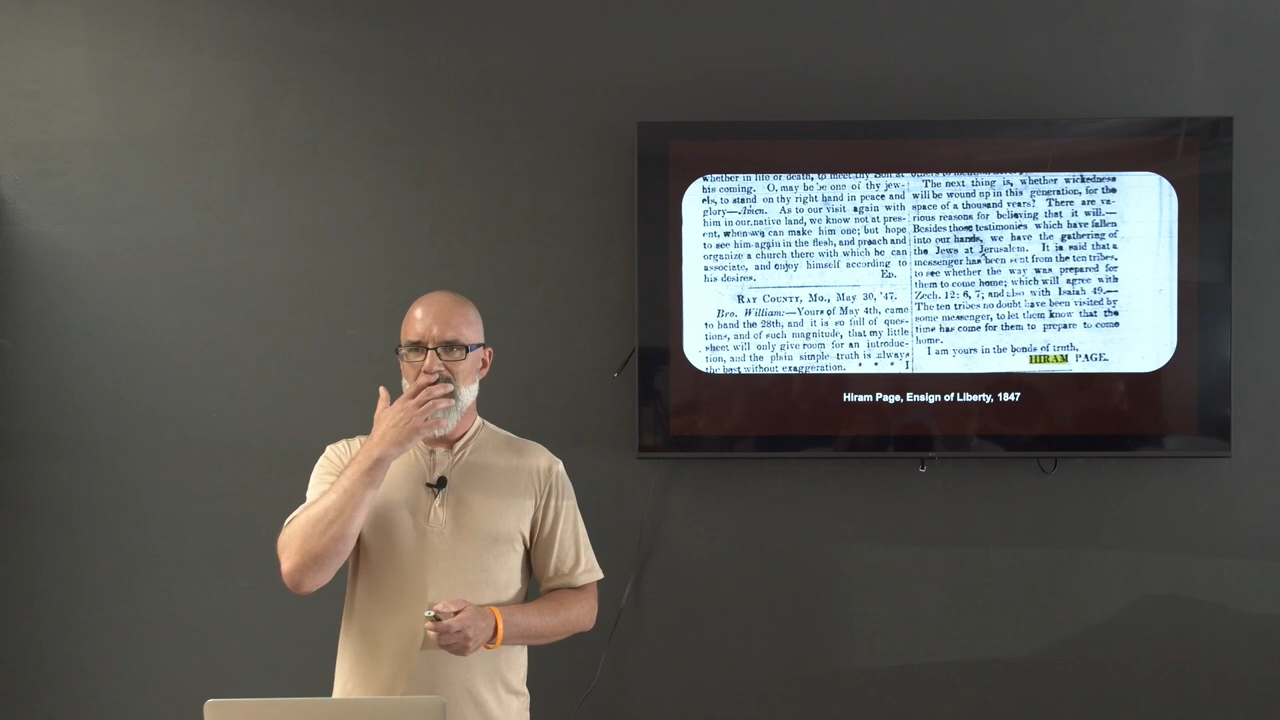 whether in life or death, to meet thy Son at
his coming. O, may be be one of thy jew-
els, to stand on thy right hand in peace and
glory—Amen. As to our visit again with
him in our native land, we know not at pres-
ent, when we can make him one; but hope
to see him again in the flesh, and preach and
organize a church there with which he can
associate, and enjoy himself according to
his desires. ED.
RAY COUNTY, MO., MAY 30, '47.
Bro. William:—Yours of May 4th, came
to hand the 28th, and it is so full of ques-
tions, and of such magnitude, that my little
sheet will only give room for an introduc-
tion, and the plain simple truth is always
the best without exaggeration. * * * I
The next thing is, whether wickedness
will be wound up in this generation, for the
space of a thousand years? There are va-
rious reasons for believing that it will.—
Besides those testimonies which have fallen
into our hands, we have the gathering of
the Jews at Jerusalem. It is said that a
messenger has been sent from the ten tribes,
to see whether the way was prepared for
them to come home; which will agree with
Zech. 12: 6, 7; and also with Isaiah 49.—
The ten tribes no doubt have been visited by
some messenger, to let them know that the
time has come for them to prepare to come
home.
I am yours in the bonds of truth,
HIRAM PAGE.
Hiram Page, Ensign of Liberty, 1847